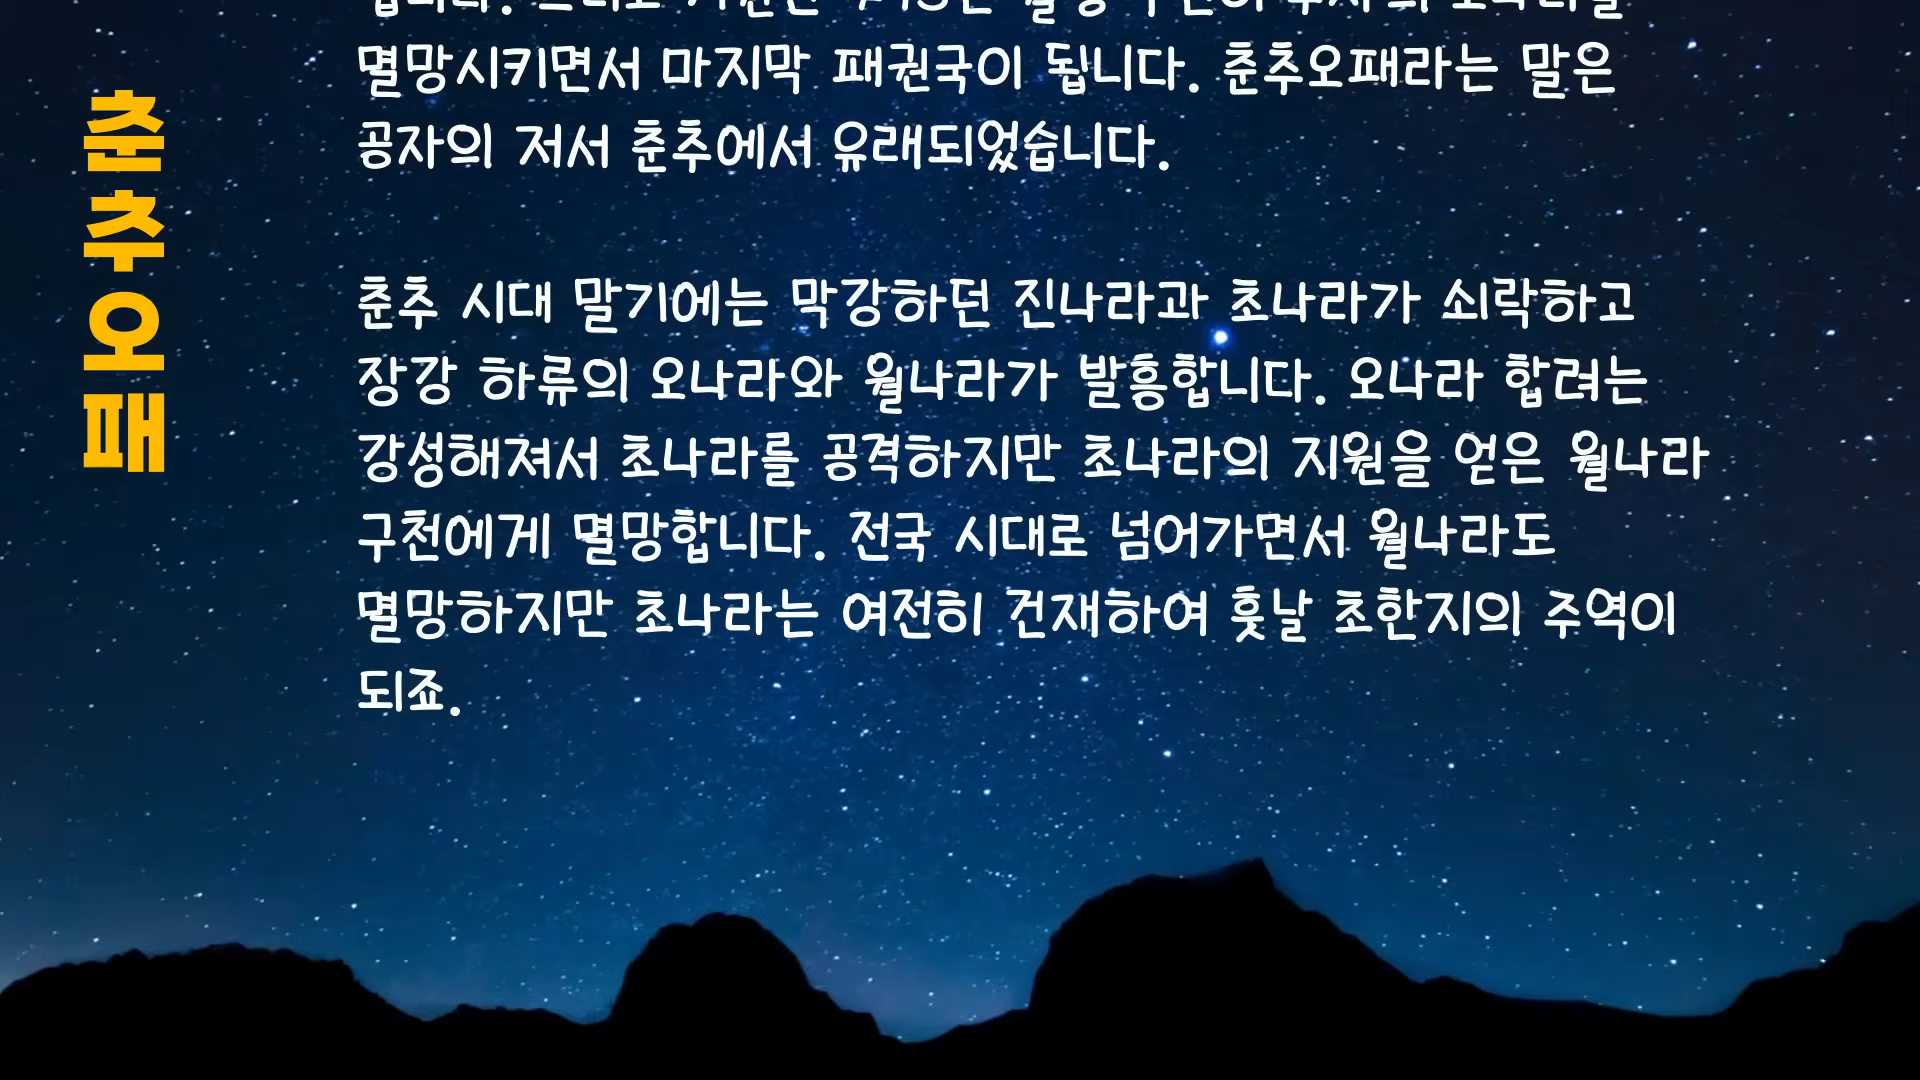 춘추오패
멸망시키면서 마지막 패권국이 됩니다. 춘추오패라는 말은
공자의 저서 춘추에서 유래되었습니다.
춘추 시대 말기에는 막강하던 진나라과 초나라가 쇠락하고
장강 하류의 오나라와 월나라가 발흥합니다. 오나라 합려는
강성해져서 초나라를 공격하지만 초나라의 지원을 얻은 월나라
구천에게 멸망합니다. 전국 시대로 넘어가면서 월나라도
멸망하지만 초나라는 여전히 건재하여 훗날 초한지의 주역이
되죠.